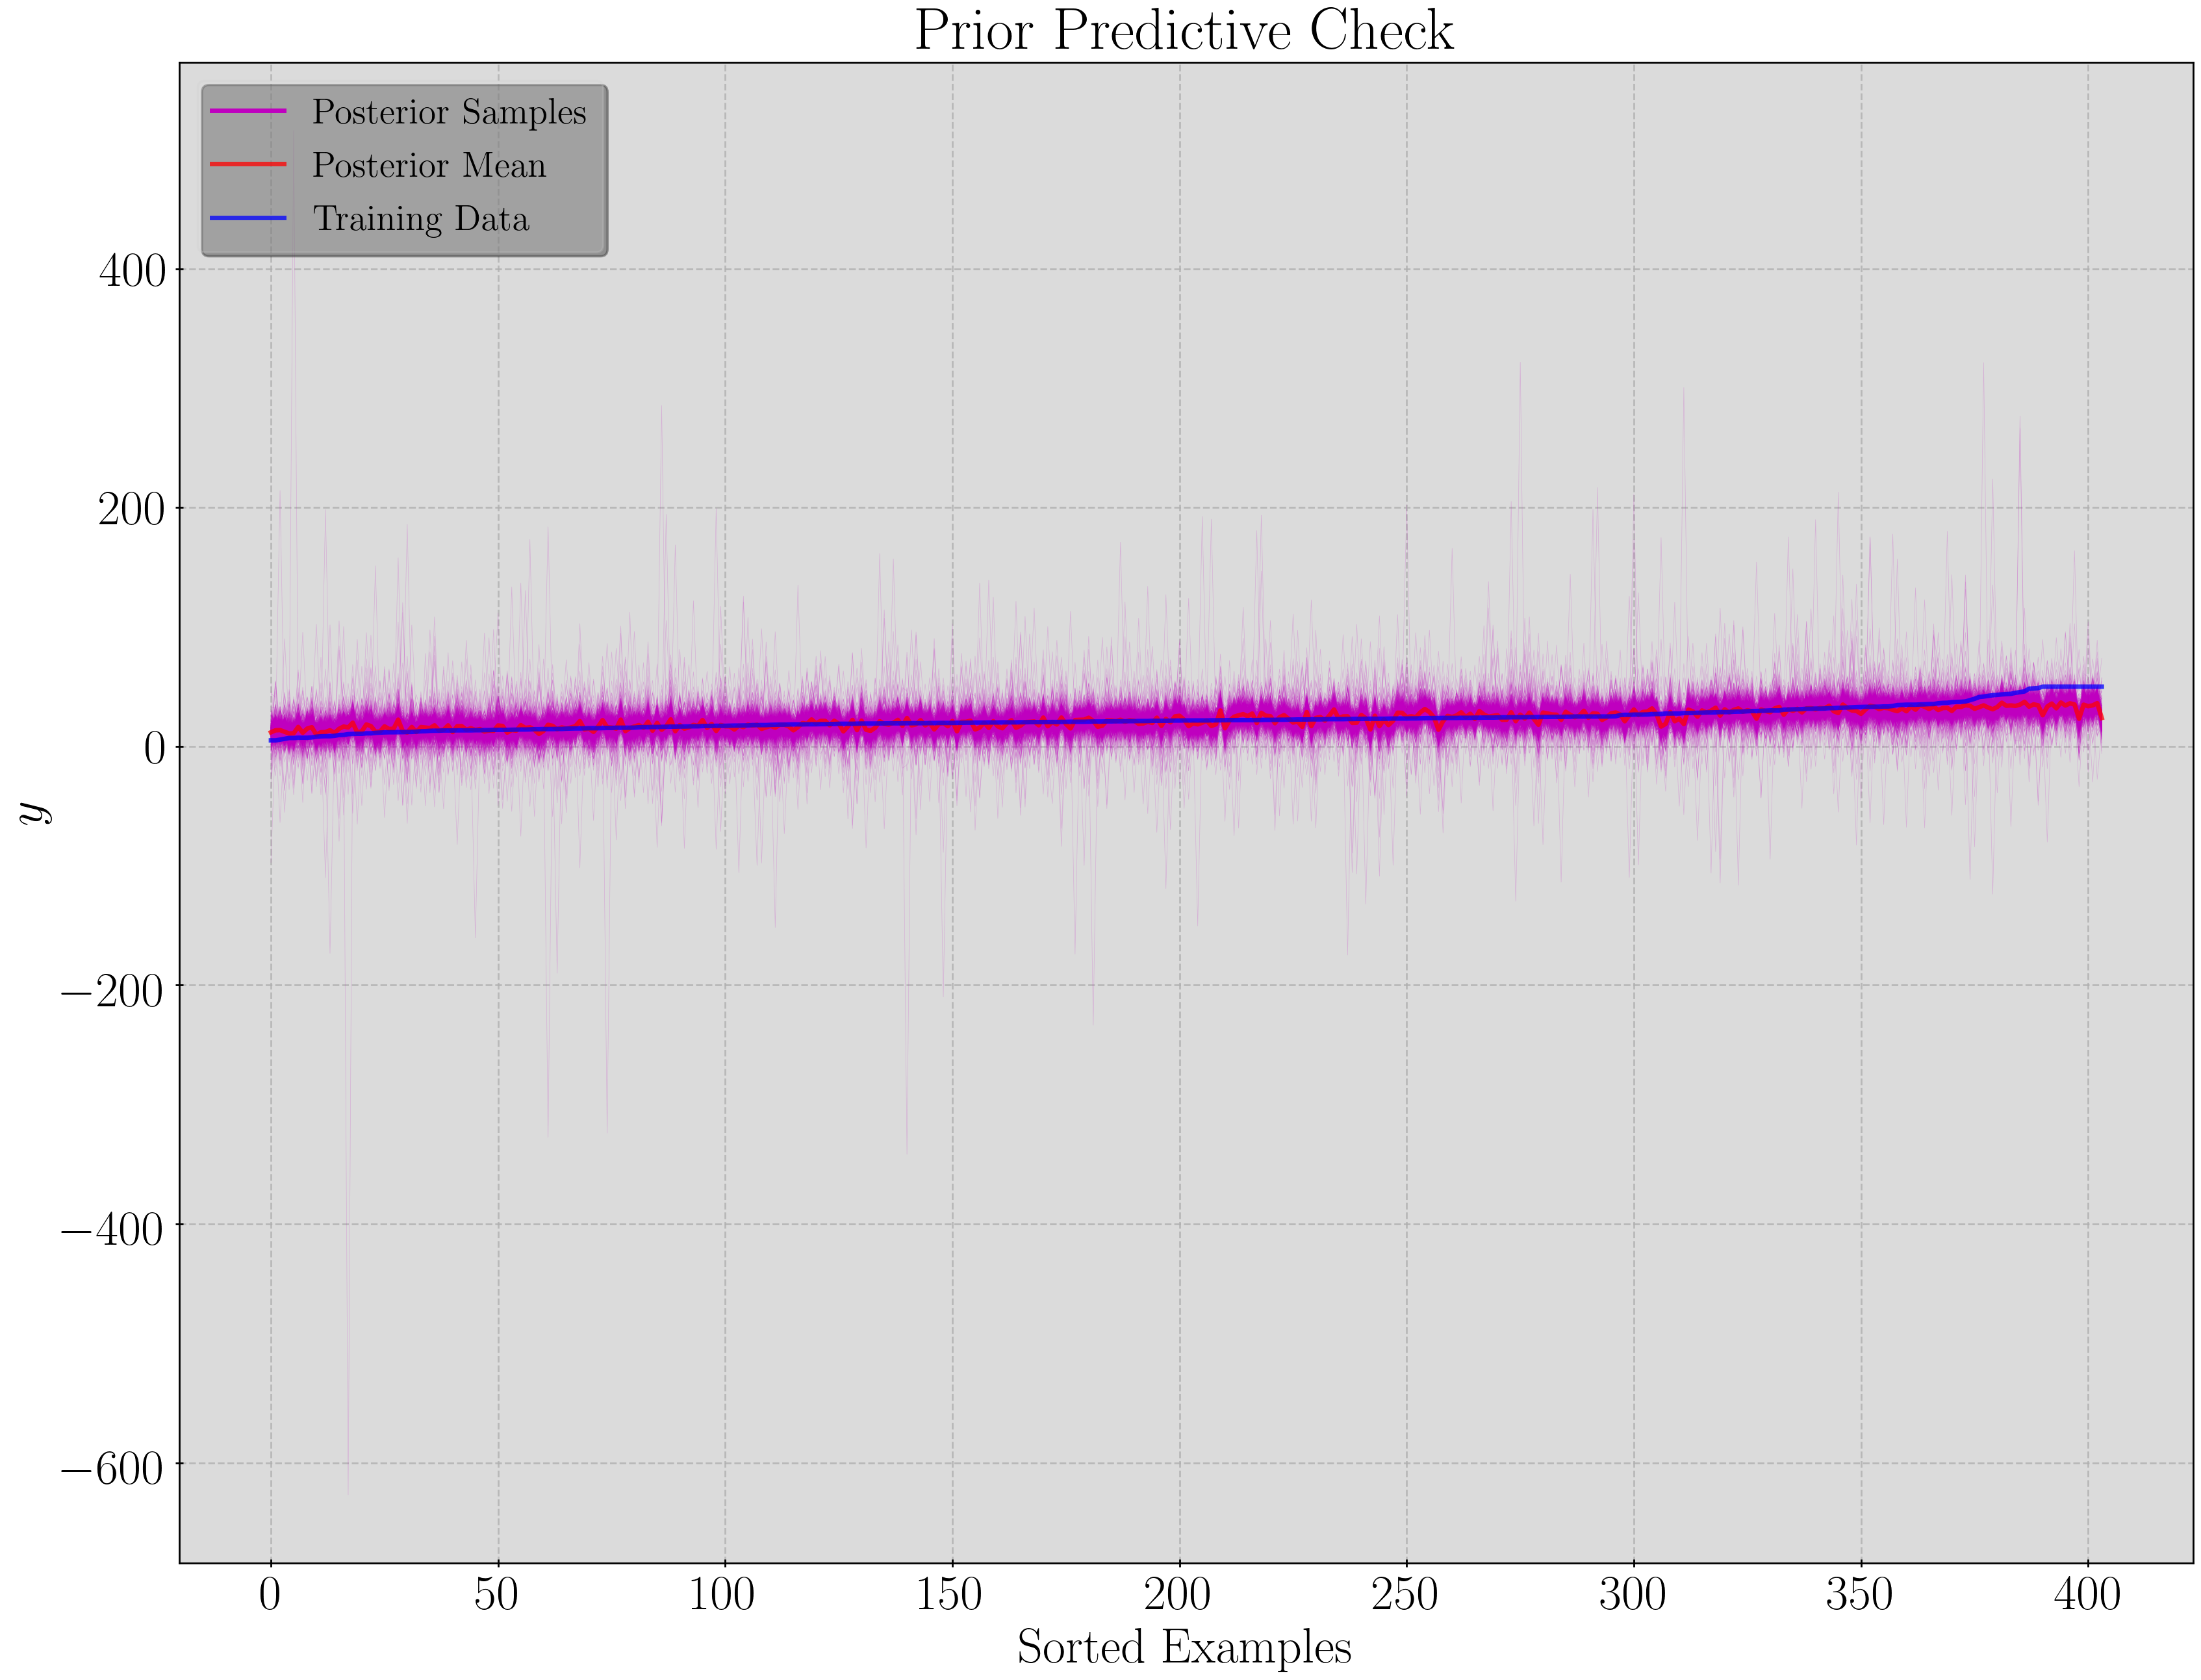 Prior Predictive Check
Posterior Samples
Posterior Mean
Training Data
400
200
0
−200
−400
−600
y
0 50 100 150 200 250 300 350 400
Sorted Examples